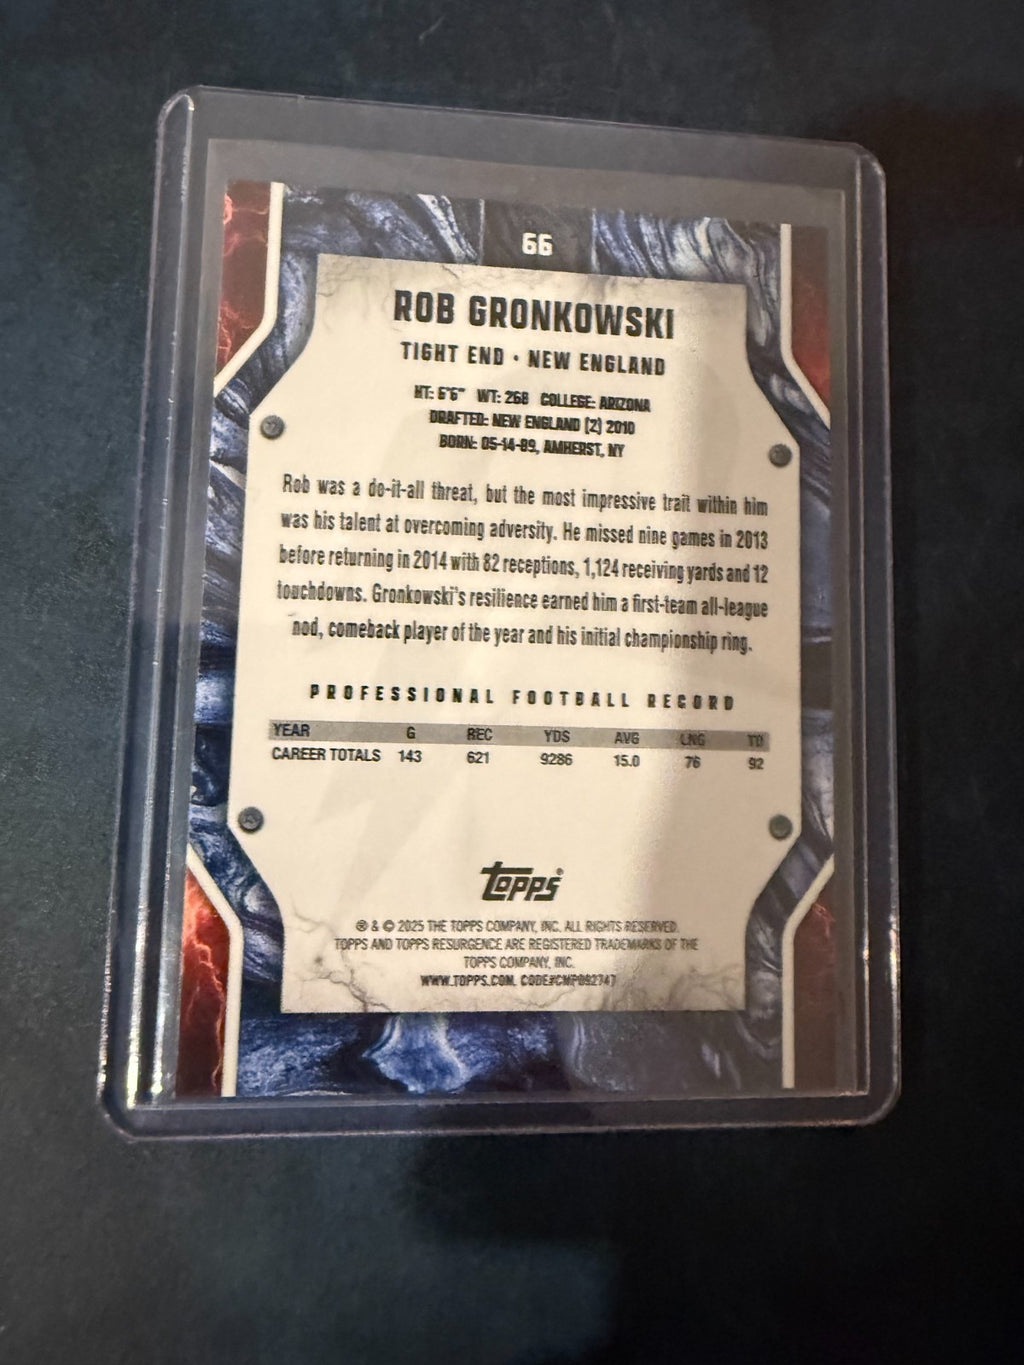 66
ROB GRONKOWSKI
TIGHT END • NEW ENGLAND
HT: 6'6" WT: 268 COLLEGE: ARIZONA
DRAFTED: NEW ENGLAND (2) 2010
BORN: 05-14-89, AMHERST, NY
Rob was a do-it-all threat, but the most impressive trait within him
was his talent at overcoming adversity. He missed nine games in 2013
before returning in 2014 with 82 receptions, 1,124 receiving yards and 12
touchdowns. Gronkowski's resilience earned him a first-team all-league
nod, comeback player of the year and his initial championship ring.
PROFESSIONAL FOOTBALL RECORD
YEAR G REC YDS AVG LNG TD
CAREER TOTALS 143 621 9286 15.0 76 92
topps®
® & © 2025 THE TOPPS COMPANY, INC. ALL RIGHTS RESERVED.
TOPPS AND TOPPS RESURGENCE ARE REGISTERED TRADEMARKS OF THE
TOPPS COMPANY, INC.
WWW.TOPPS.COM. CODE#CMP092747